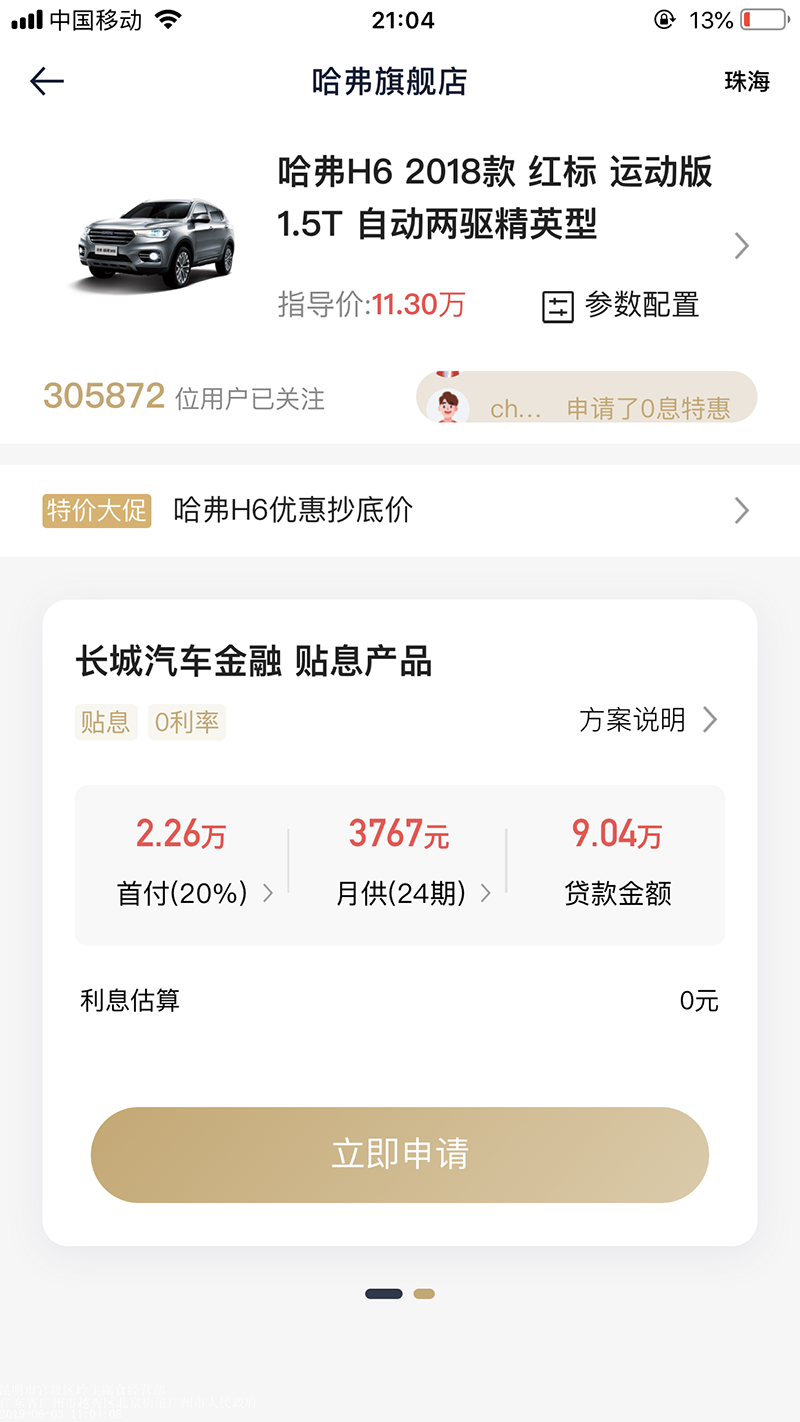 中国移动 21:04 13%
哈弗旗舰店 珠海
哈弗H6 2018款 红标 运动版
1.5T 自动两驱精英型
指导价:11.30万 参数配置
305872 位用户已关注 ch... 申请了0息特惠
特价大促 哈弗H6优惠抄底价
长城汽车金融 贴息产品
贴息 0利率 方案说明
2.26万 3767元 9.04万
首付(20%) 月供(24期) 贷款金额
利息估算 0元
立即申请